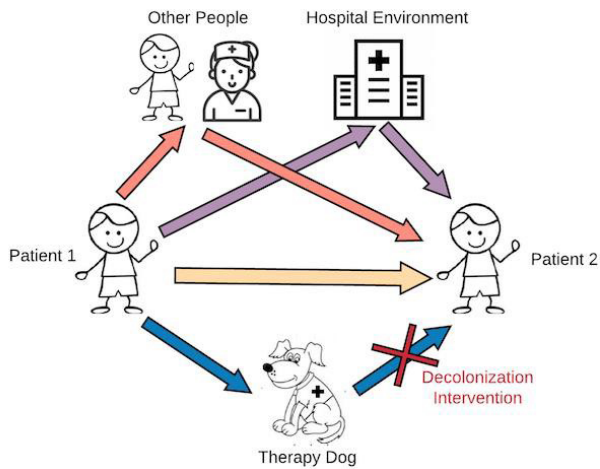 Other People
Hospital Environment
Patient 1
Patient 2
Decolonization
Intervention
Therapy Dog